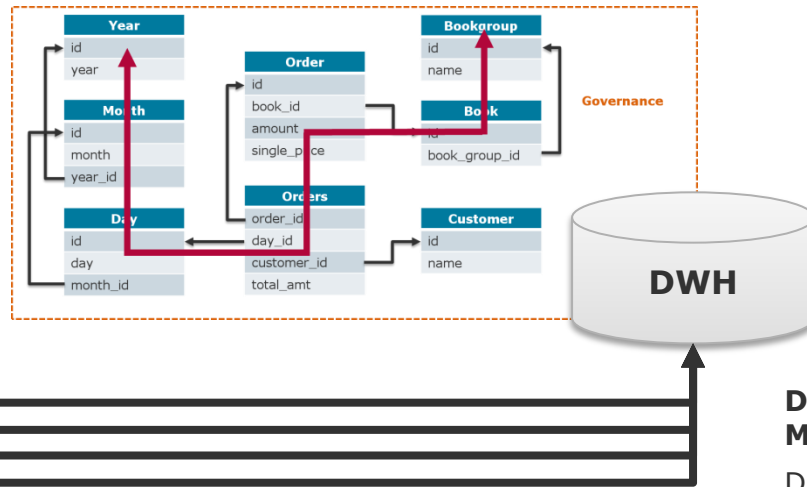 Year
id
year
Month
id
month
year_id
Day
id
day
month_id
Order
id
book_id
amount
single_price
Orders
order_id
day_id
customer_id
total_amt
Bookgroup
id
name
Book
id
book_group_id
Customer
id
name
Governance
DWH
D
M
D